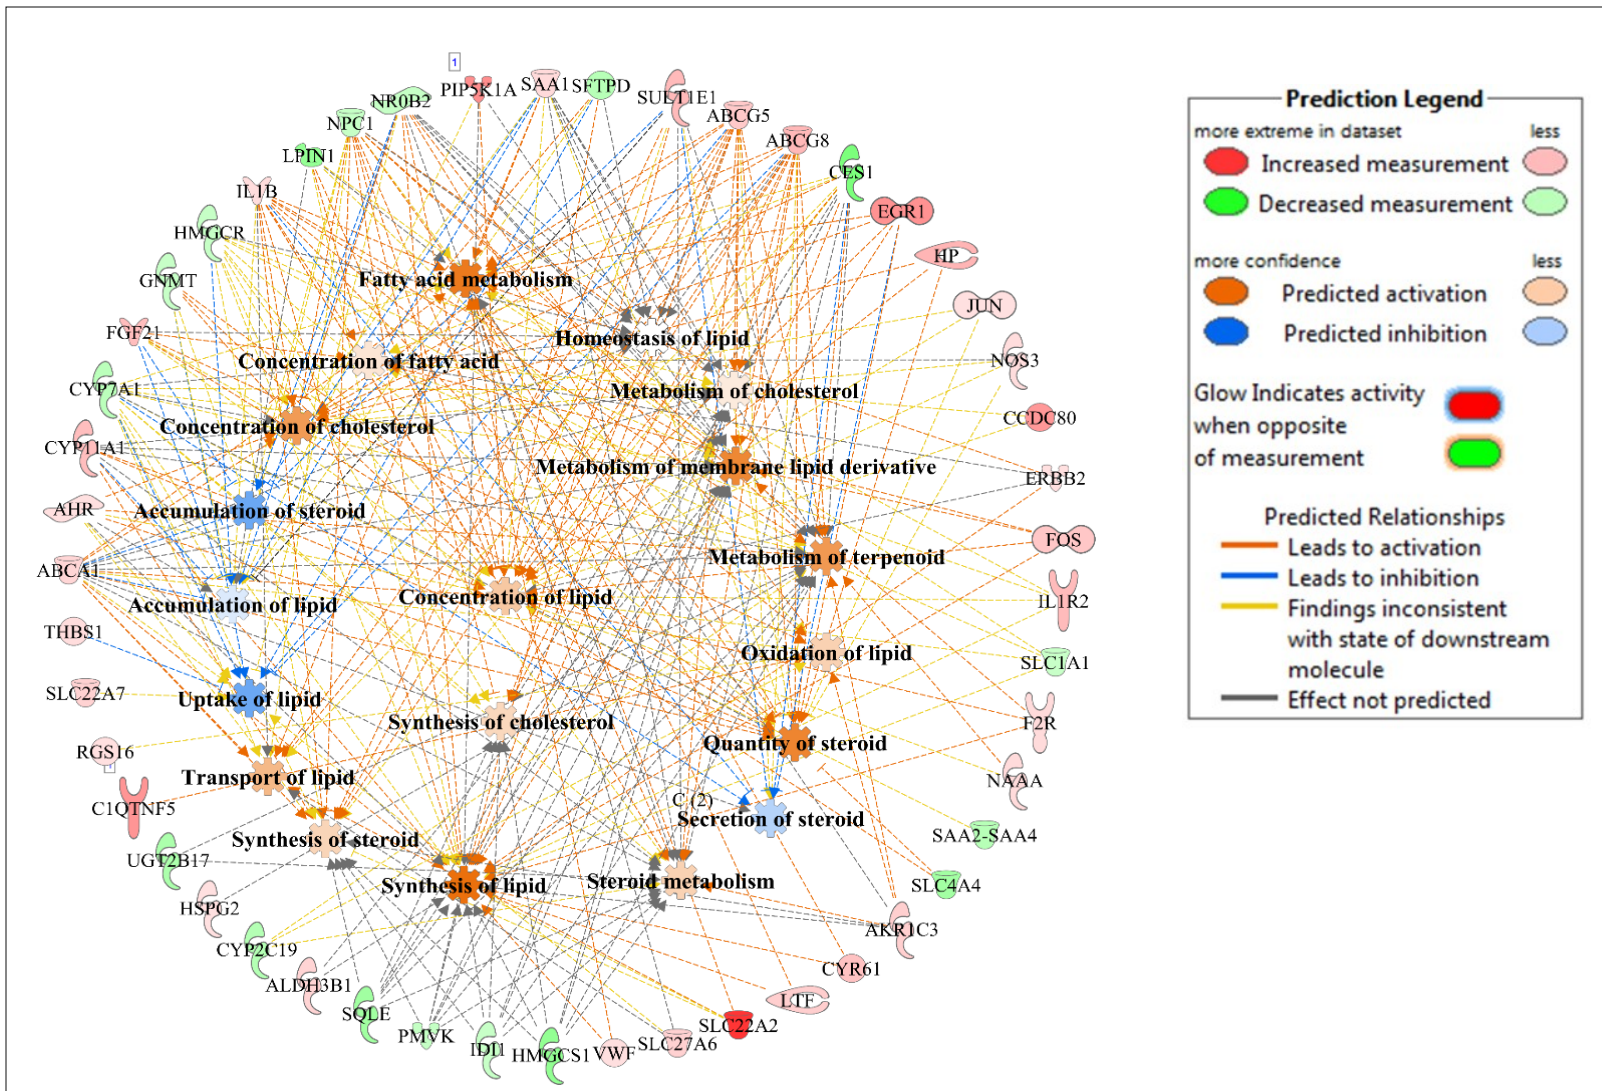 1
PIP5K1A
SAA1
SFTPD
NR0B2
SULT1E1
NPC1
ABCG5
LPIN1
ABCG8
CES1
IL1B
EGR1
HMGCR
HP
GNMT
Fatty acid metabolism
JUN
FGF21
Homeostasis of lipid
Concentration of fatty acid
NOS3
CYP7A1
Metabolism of cholesterol
CCDC80
Concentration of cholesterol
CYP11A1
Metabolism of membrane lipid derivative
ERBB2
AHR
Accumulation of steroid
FOS
ABCA1
Metabolism of terpenoid
Concentration of lipid
IL1R2
Accumulation of lipid
THBS1
Oxidation of lipid
SLC1A1
SLC22A7
Uptake of lipid
Synthesis of cholesterol
F2R
Quantity of steroid
RGS16
Transport of lipid
NAAA
C1QTNF5
C (2)
Secretion of steroid
SAA2-SAA4
Synthesis of steroid
UGT2B17
Synthesis of lipid
Steroid metabolism
SLC4A4
HSPG2
AKR1C3
CYP2C19
CYR61
ALDH3B1
LTF
SQLE
SLC22A2
PMVK
IDI1
HMGCS1
VWF
SLC27A6
Prediction Legend
more extreme in dataset less
Increased measurement
Decreased measurement
more confidence less
Predicted activation
Predicted inhibition
Glow Indicates activity
when opposite
of measurement
Predicted Relationships
Leads to activation
Leads to inhibition
Findings inconsistent
with state of downstream
molecule
Effect not predicted